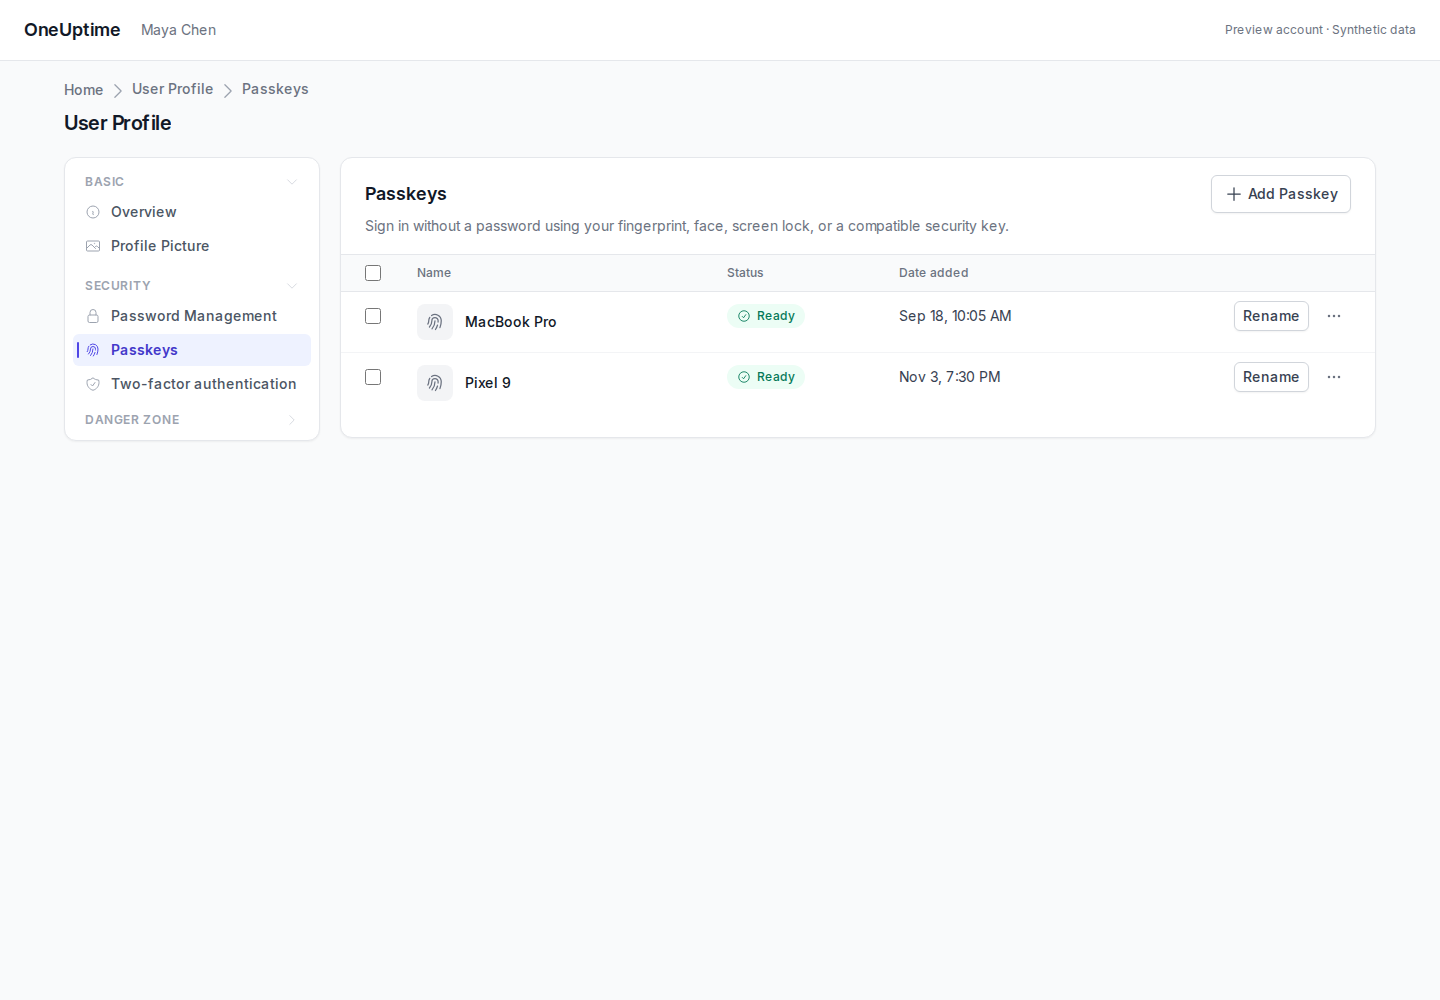 OneUptime Maya Chen Preview account · Synthetic data
Home User Profile Passkeys
User Profile
BASIC
Overview
Profile Picture
SECURITY
Password Management
Passkeys
Two-factor authentication
DANGER ZONE
Passkeys
Add Passkey
Sign in without a password using your fingerprint, face, screen lock, or a compatible security key.
Name Status Date added
MacBook Pro Ready Sep 18, 10:05 AM Rename ···
Pixel 9 Ready Nov 3, 7:30 PM Rename ···